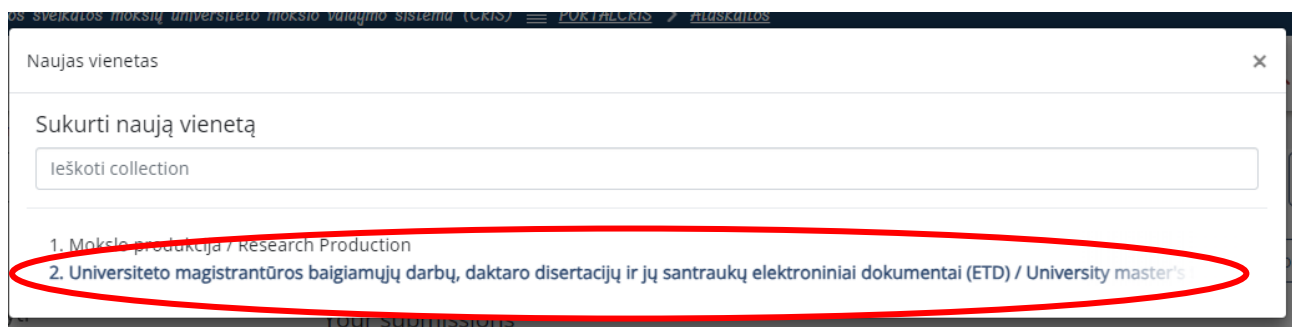 sveikatos mokslų universiteto mokslo valdymo sistema (CRIS) PORTALCRIS > Ataskaitos
Naujas vienetas ×
Sukurti naują vienetą
Ieškoti collection
1. Mokslo produkcija / Research Production
2. Universiteto magistrantūros baigiamųjų darbų, daktaro disertacijų ir jų santraukų elektroniniai dokumentai (ETD) / University master's
Your submissions